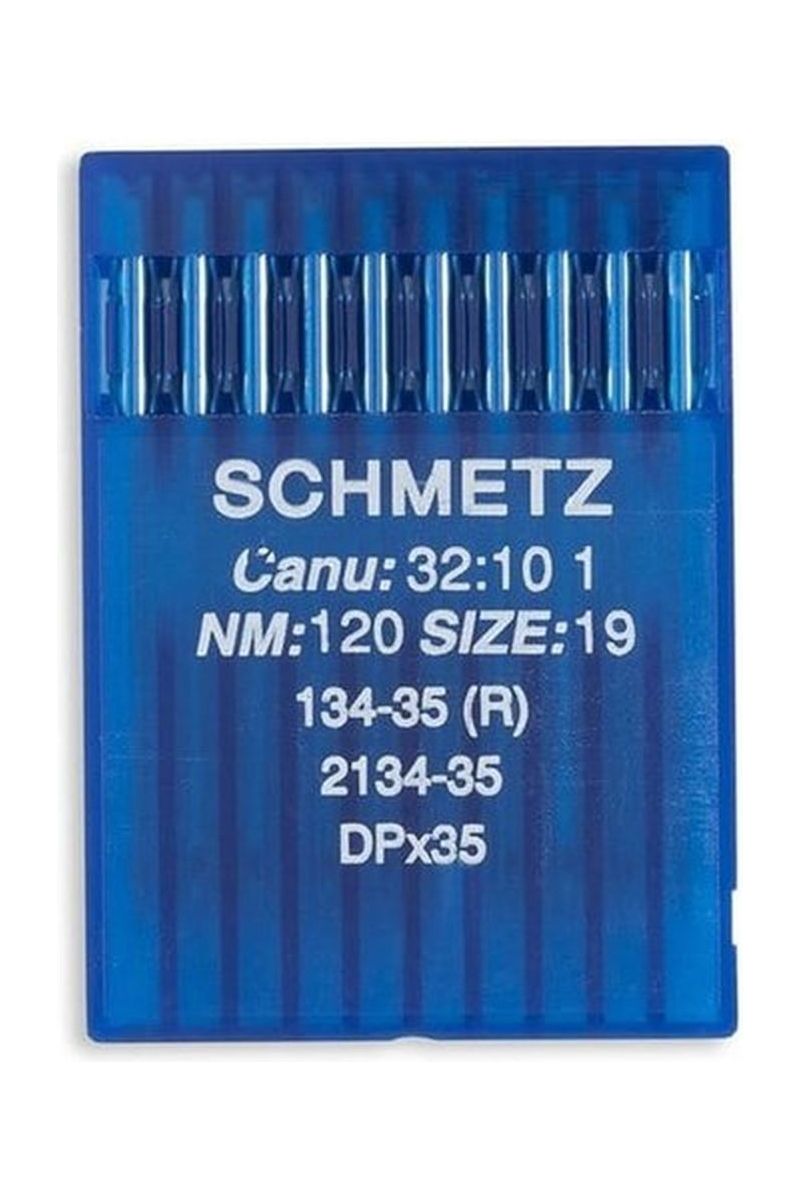 SCHMETZ
Canu: 32:10 1
NM:120 SIZE:19
134-35 (R)
2134-35
DPx35